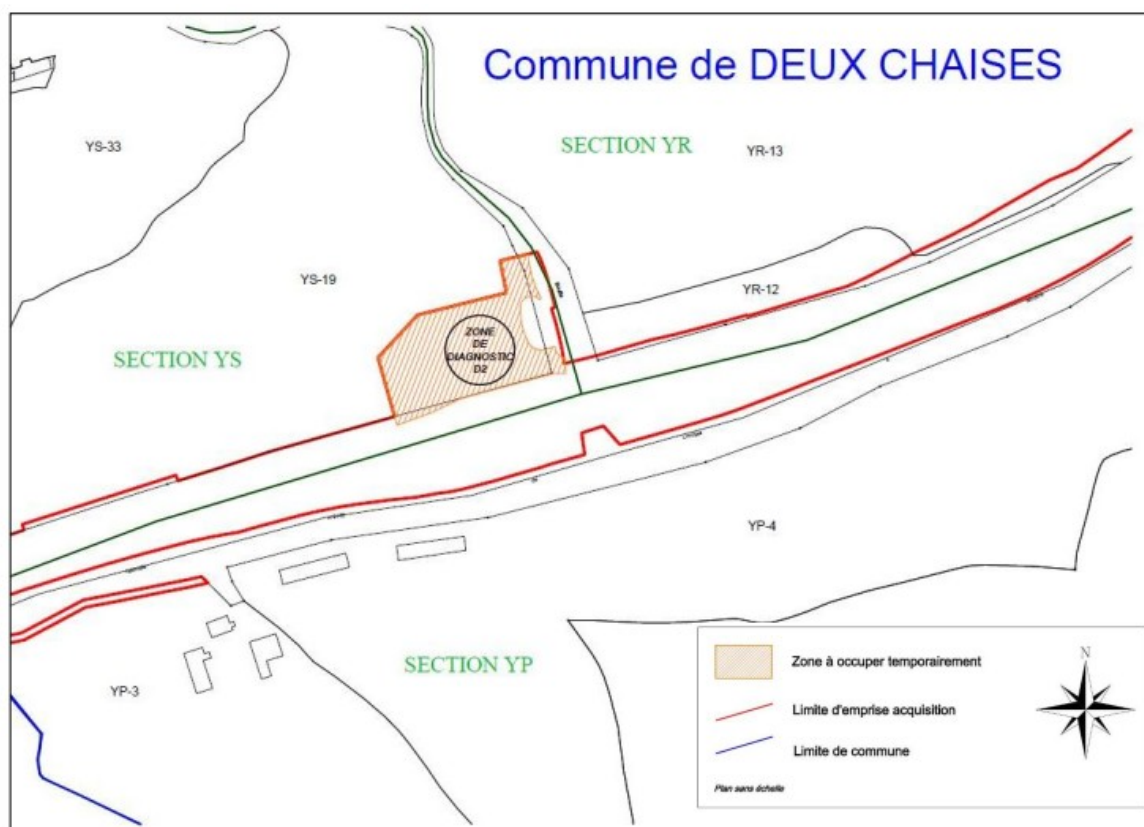 Commune de DEUX CHAISES
YS-33
SECTION YR
YR-13
YS-19
YR-12
SECTION YS
ZONE
DE
DIAGNOSTIC
D2
YP-4
SECTION YP
YP-3
N
Zone à occuper temporairement
Limite d'emprise acquisition
Limite de commune
Plan sans échelle